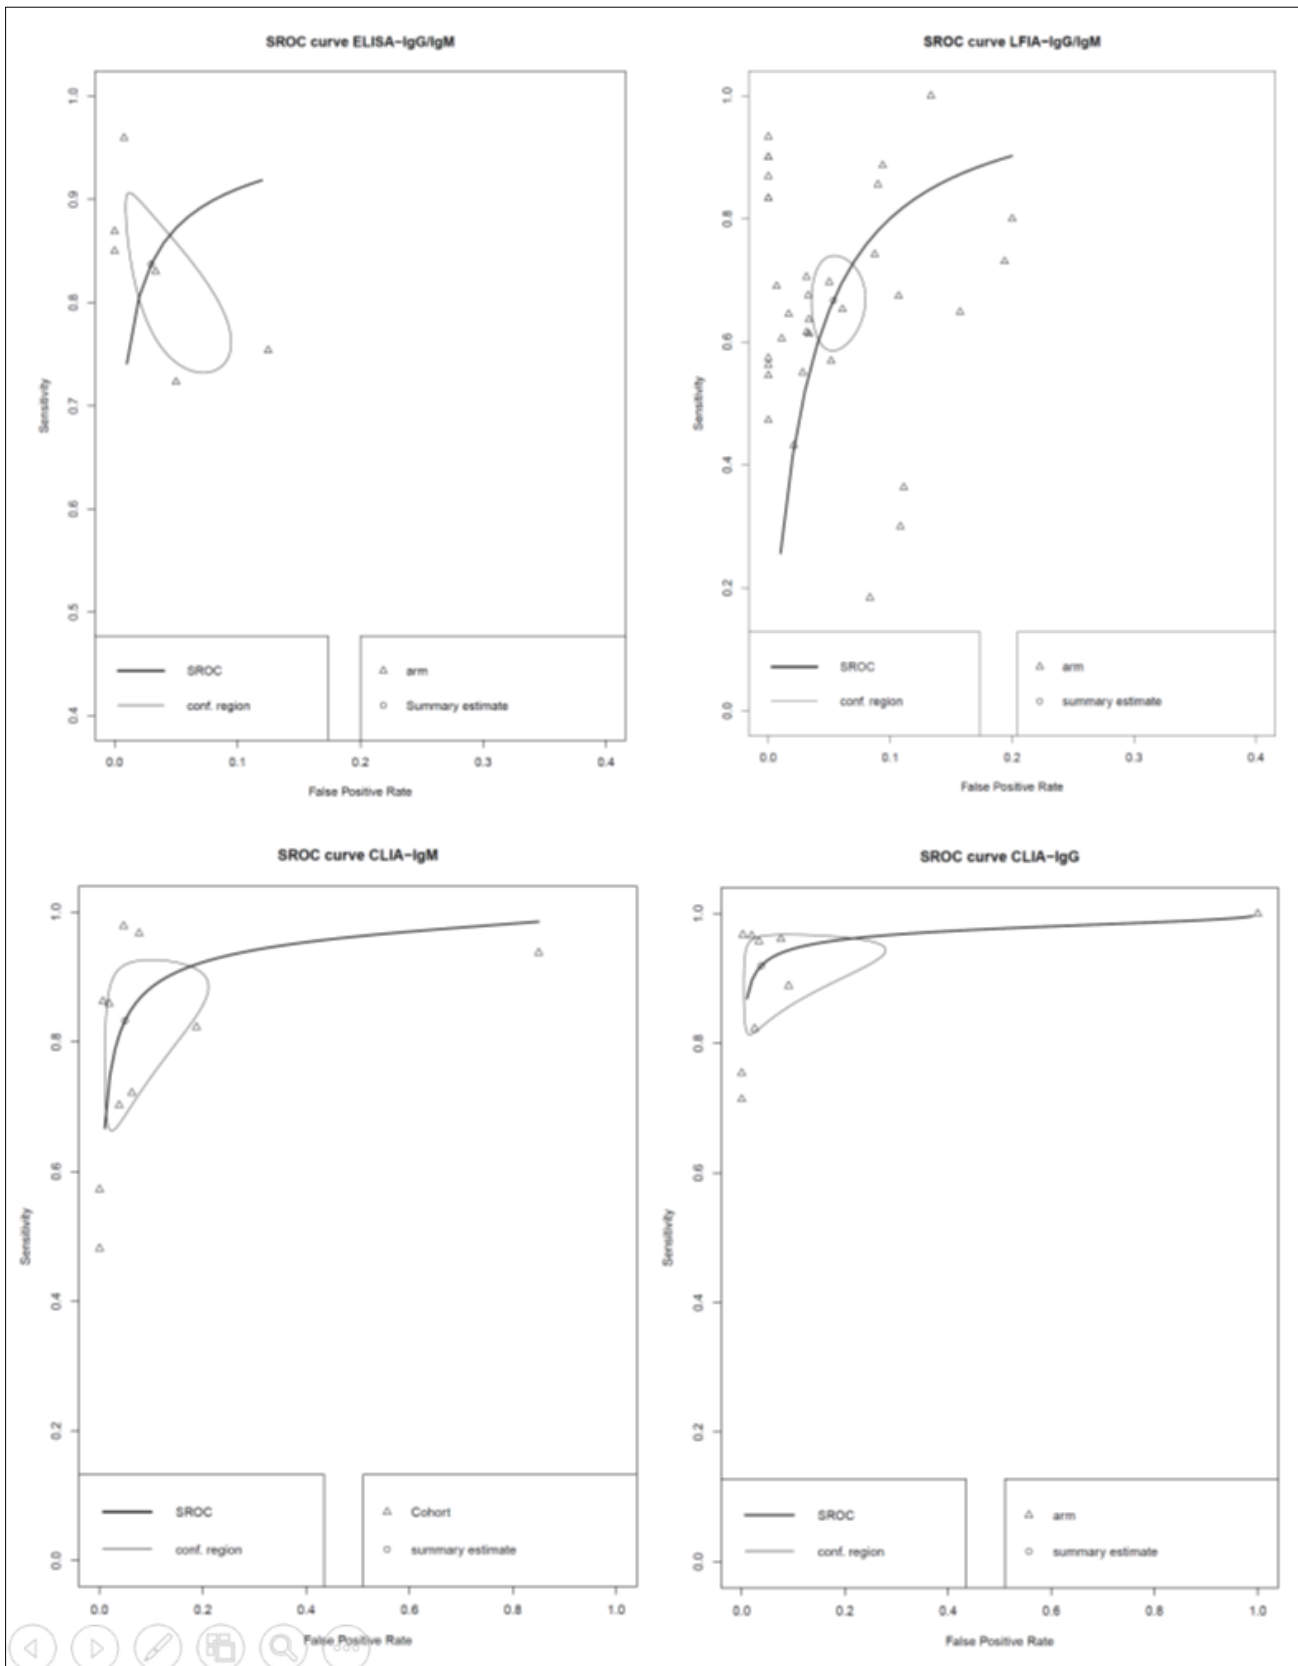 SROC curve ELISA−IgG/IgM
1.0
0.9
0.8
0.7
0.6
0.5
0.4
Sensitivity
SROC
conf. region
arm
Summary estimate
0.0 0.1 0.2 0.3 0.4
False Positive Rate
SROC curve LFIA−IgG/IgM
1.0
0.8
0.6
0.4
0.2
0.0
Sensitivity
SROC
conf. region
arm
summary estimate
0.0 0.1 0.2 0.3 0.4
False Positive Rate
SROC curve CLIA−IgM
1.0
0.8
0.6
0.4
0.2
0.0
Sensitivity
SROC
conf. region
Cohort
summary estimate
0.0 0.2 0.4 0.6 0.8 1.0
False Positive Rate
SROC curve CLIA−IgG
1.0
0.8
0.6
0.4
0.2
0.0
Sensitivity
SROC
conf. region
arm
summary estimate
0.0 0.2 0.4 0.6 0.8 1.0
False Positive Rate